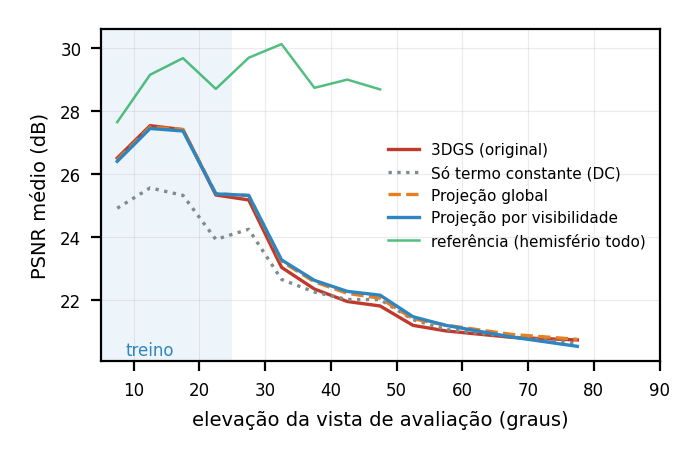 PSNR médio (dB)
30
28
26
24
22
3DGS (original)
Só termo constante (DC)
Projeção global
Projeção por visibilidade
referência (hemisfério todo)
treino
10 20 30 40 50 60 70 80 90
elevação da vista de avaliação (graus)